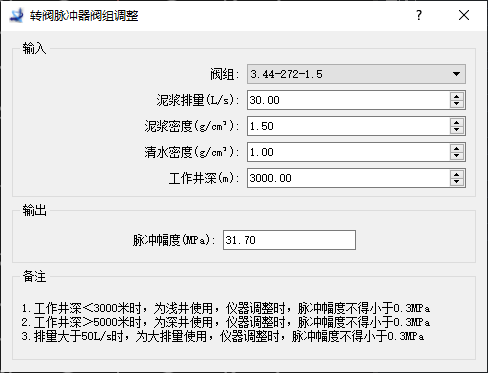 转阀脉冲器阀组调整
输入
阀组: 3.44-272-1.5
泥浆排量(L/s): 30.00
泥浆密度(g/cm³): 1.50
清水密度(g/cm³): 1.00
工作井深(m): 3000.00
输出
脉冲幅度(MPa): 31.70
备注
1.工作井深＜3000米时，为浅井使用，仪器调整时，脉冲幅度不得小于0.3MPa
2.工作井深＞5000米时，为深井使用，仪器调整时，脉冲幅度不得小于0.3MPa
3.排量大于50L/s时，为大排量使用，仪器调整时，脉冲幅度不得小于0.3MPa